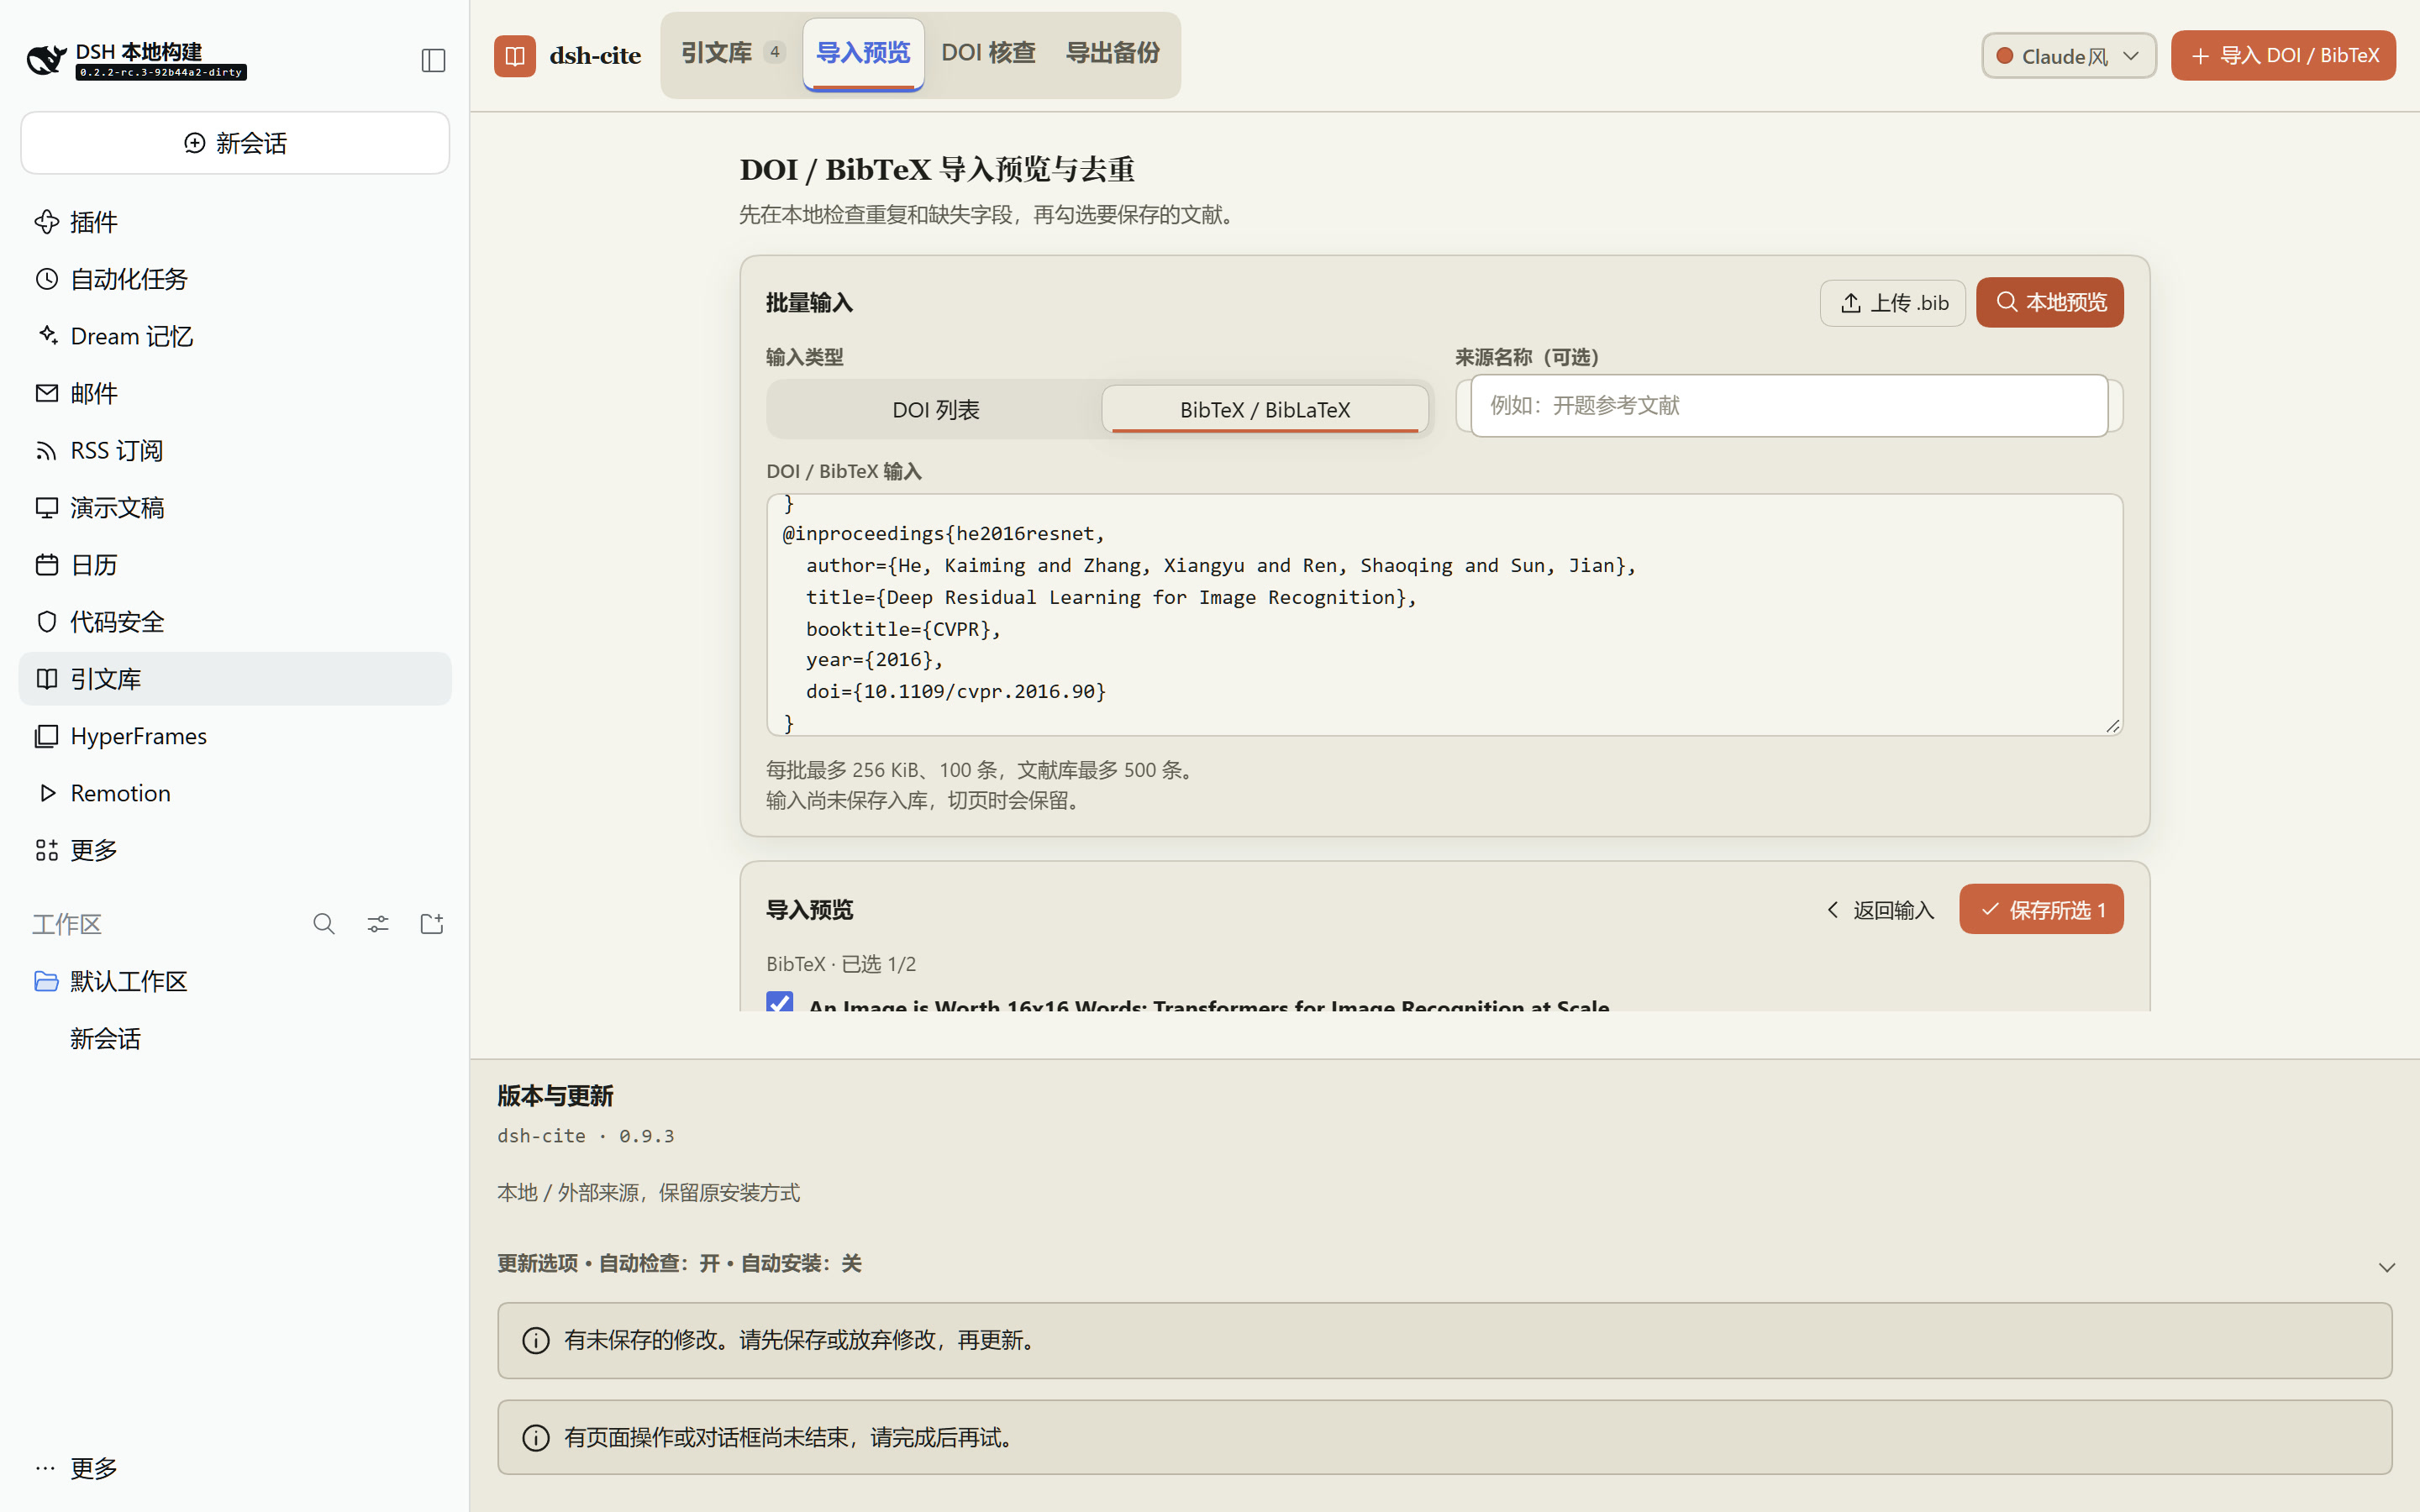 DSH 本地构建
0.2.2-rc.3-92b44a2-dirty
新会话
插件
自动化任务
Dream 记忆
邮件
RSS 订阅
演示文稿
日历
代码安全
引文库
HyperFrames
Remotion
更多
工作区
默认工作区
新会话
更多
dsh-cite
引文库 4
导入预览
DOI 核查
导出备份
Claude风
导入 DOI / BibTeX
DOI / BibTeX 导入预览与去重
先在本地检查重复和缺失字段，再勾选要保存的文献。
批量输入
上传 .bib
本地预览
输入类型
来源名称（可选）
DOI 列表
BibTeX / BibLaTeX
例如：开题参考文献
DOI / BibTeX 输入
}
@inproceedings{he2016resnet,
author={He, Kaiming and Zhang, Xiangyu and Ren, Shaoqing and Sun, Jian},
title={Deep Residual Learning for Image Recognition},
booktitle={CVPR},
year={2016},
doi={10.1109/cvpr.2016.90}
}
每批最多 256 KiB、100 条，文献库最多 500 条。
输入尚未保存入库，切页时会保留。
导入预览
返回输入
保存所选 1
BibTeX · 已选 1/2
An Image is Worth 16x16 Words: Transformers for Image Recognition at Scale
版本与更新
dsh-cite · 0.9.3
本地 / 外部来源，保留原安装方式
更新选项 • 自动检查：开 • 自动安装：关
有未保存的修改。请先保存或放弃修改，再更新。
有页面操作或对话框尚未结束，请完成后再试。